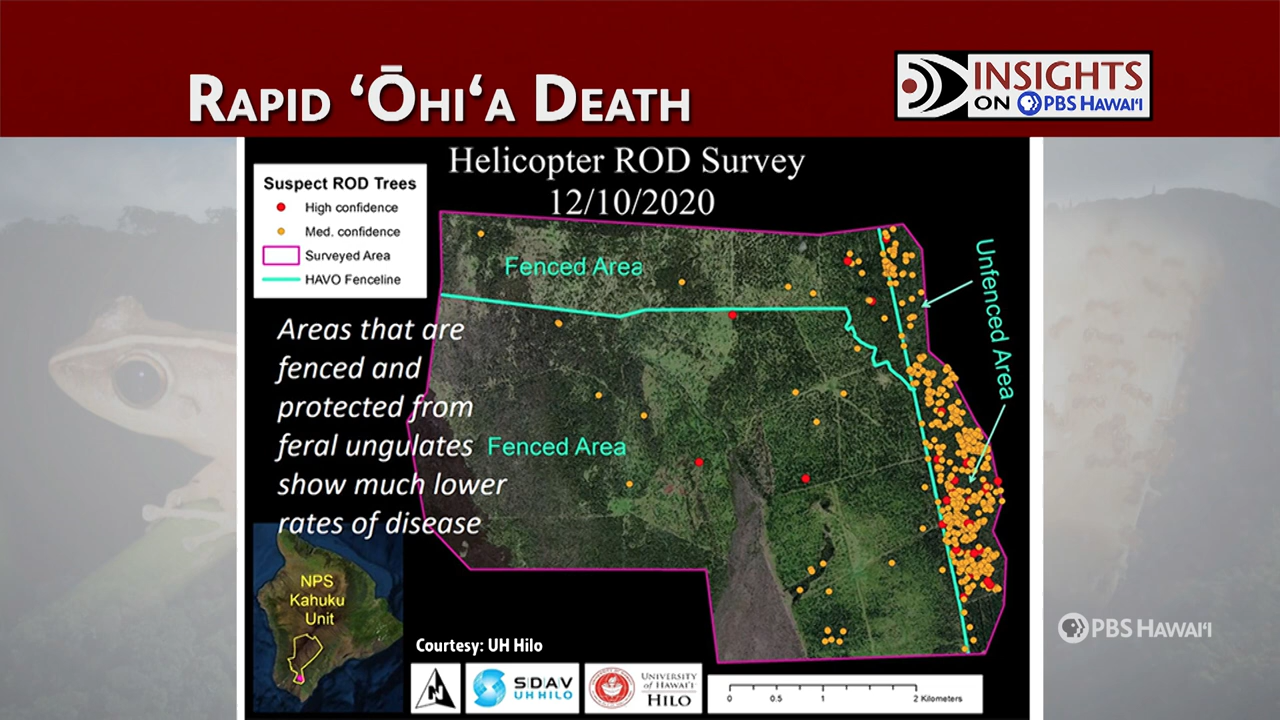 RAPID ʻŌHIʻA DEATH
INSIGHTS
ON PBS HAWAIʻI
Helicopter ROD Survey
12/10/2020
Suspect ROD Trees
High confidence
Med. confidence
Surveyed Area
HAVO Fenceline
Fenced Area
Unfenced Area
Areas that are
fenced and
protected from
feral ungulates
show much lower
rates of disease
Fenced Area
NPS
Kahuku
Unit
Courtesy: UH Hilo
N
SDAV
UH HILO
UNIVERSITY
OF HAWAIʻI
HILO
0 0.5 1 2 Kilometers
PBS HAWAIʻI